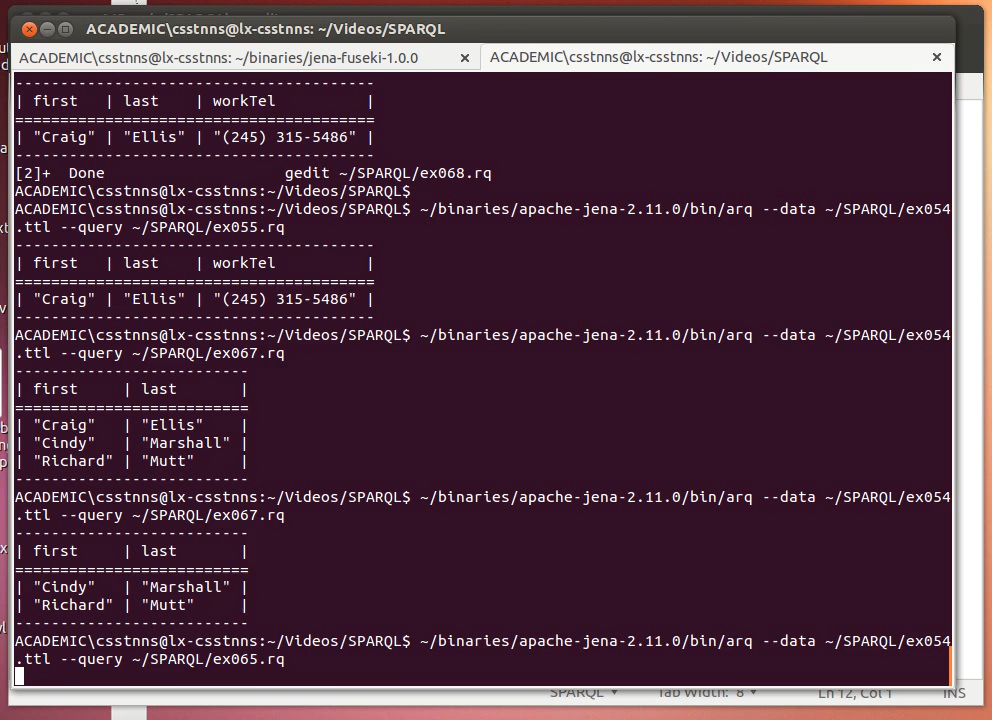 ACADEMIC\csstnns@lx-csstnns: ~/Videos/SPARQL
ACADEMIC\csstnns@lx-csstnns: ~/binaries/jena-fuseki-1.0.0 × ACADEMIC\csstnns@lx-csstnns: ~/Videos/SPARQL ×
----------------------------------------
| first   | last    | workTel          |
========================================
| "Craig" | "Ellis" | "(245) 315-5486" |
----------------------------------------
[2]+  Done                    gedit ~/SPARQL/ex068.rq
ACADEMIC\csstnns@lx-csstnns:~/Videos/SPARQL$
ACADEMIC\csstnns@lx-csstnns:~/Videos/SPARQL$ ~/binaries/apache-jena-2.11.0/bin/arq --data ~/SPARQL/ex054
.ttl --query ~/SPARQL/ex055.rq
----------------------------------------
| first   | last    | workTel          |
========================================
| "Craig" | "Ellis" | "(245) 315-5486" |
----------------------------------------
ACADEMIC\csstnns@lx-csstnns:~/Videos/SPARQL$ ~/binaries/apache-jena-2.11.0/bin/arq --data ~/SPARQL/ex054
.ttl --query ~/SPARQL/ex067.rq
--------------------------
| first     | last       |
==========================
| "Craig"   | "Ellis"    |
| "Cindy"   | "Marshall" |
| "Richard" | "Mutt"     |
--------------------------
ACADEMIC\csstnns@lx-csstnns:~/Videos/SPARQL$ ~/binaries/apache-jena-2.11.0/bin/arq --data ~/SPARQL/ex054
.ttl --query ~/SPARQL/ex067.rq
--------------------------
| first     | last       |
==========================
| "Cindy"   | "Marshall" |
| "Richard" | "Mutt"     |
--------------------------
ACADEMIC\csstnns@lx-csstnns:~/Videos/SPARQL$ ~/binaries/apache-jena-2.11.0/bin/arq --data ~/SPARQL/ex054
.ttl --query ~/SPARQL/ex065.rq
SPARQL ▾ Tab Width: 8 ▾ Ln 12, Col 1 INS